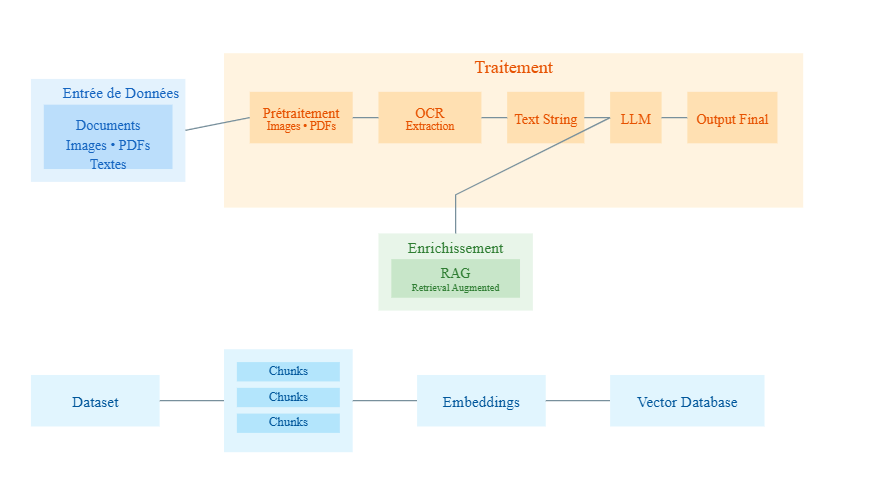 Entrée de Données
Documents
Images • PDFs
Textes
Traitement
Prétraitement
Images • PDFs
OCR
Extraction
Text String
LLM
Output Final
Enrichissement
RAG
Retrieval Augmented
Dataset
Chunks
Chunks
Chunks
Embeddings
Vector Database